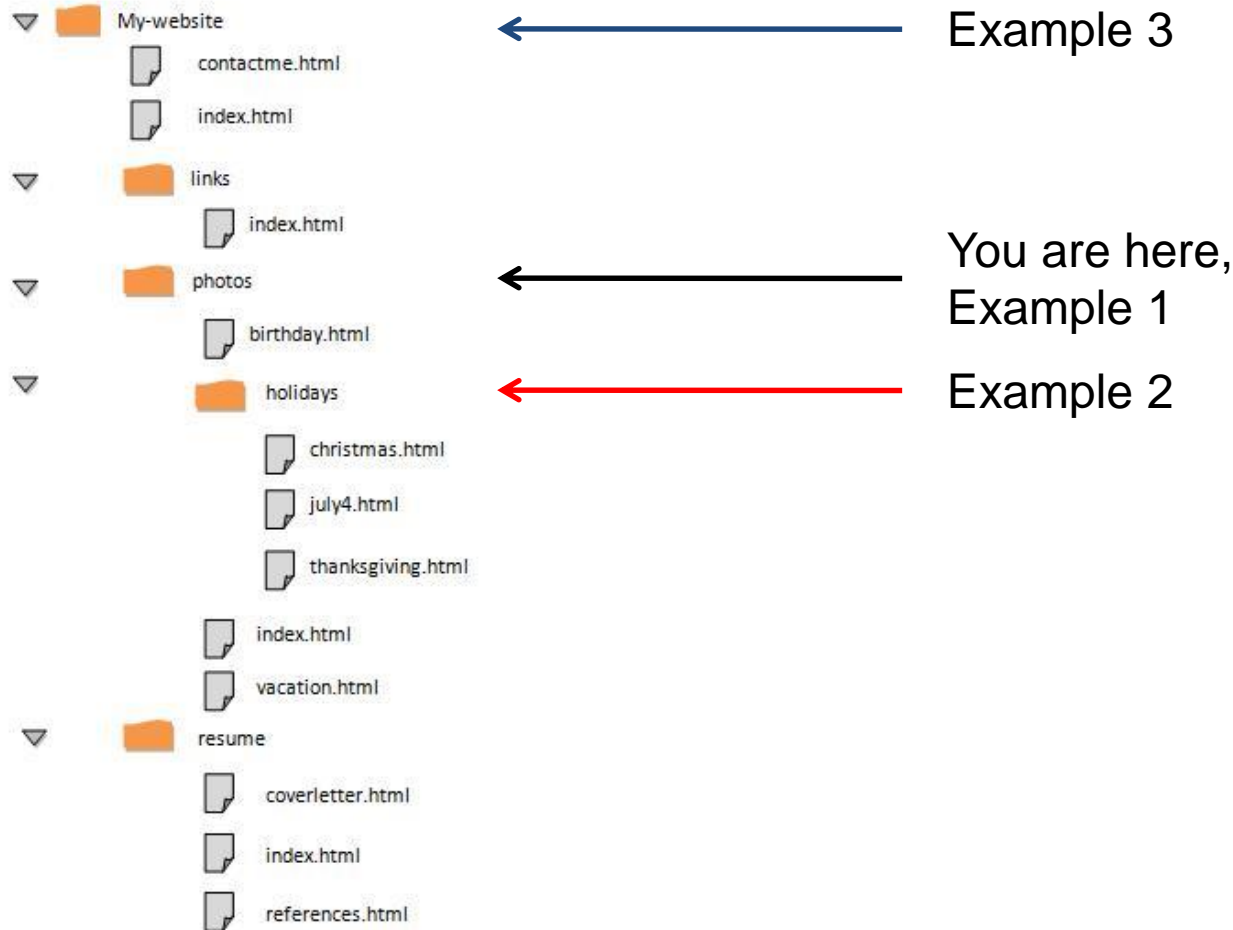 My-website
Example 3
contactme.html
index.html
links
index.html
photos
You are here,
Example 1
birthday.html
holidays
Example 2
christmas.html
july4.html
thanksgiving.html
index.html
vacation.html
resume
coverletter.html
index.html
references.html